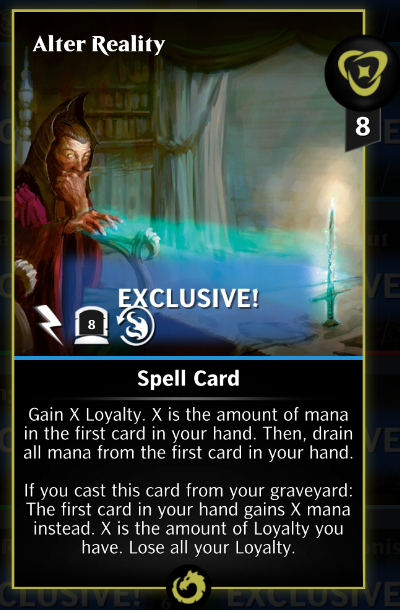 Alter Reality
8
EXCLUSIVE!
8
Spell Card
Gain X Loyalty. X is the amount of mana
in the first card in your hand. Then, drain
all mana from the first card in your hand.
If you cast this card from your graveyard:
The first card in your hand gains X mana
instead. X is the amount of Loyalty you
have. Lose all your Loyalty.